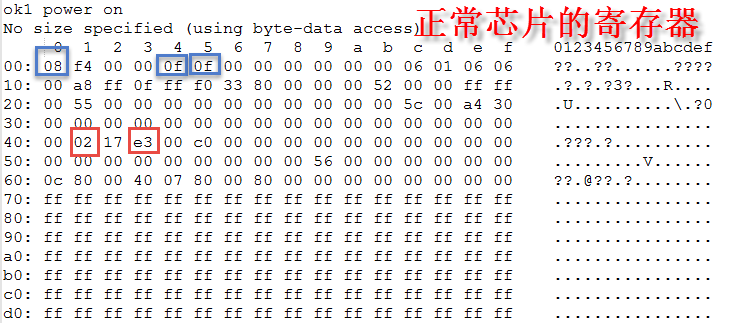 ok1 power on
No size specified (using byte-data access)
正常芯片的寄存器
     0  1  2  3  4  5  6  7  8  9  a  b  c  d  e  f    0123456789abcdef
00: 08 f4 00 00 0f 0f 00 00 00 00 00 00 06 01 06 06    ??..??......????
10: 00 a8 ff 0f ff f0 33 80 00 00 00 52 00 00 ff ff    .?.?.?3?...R....
20: 00 55 00 00 00 00 00 00 00 00 00 00 5c 00 a4 30    .U..........\.?0
30: 00 00 00 00 00 00 00 00 00 00 00 00 00 00 00 00    ................
40: 00 02 17 e3 00 c0 00 00 00 00 00 00 00 00 00 00    .???.?..........
50: 00 00 00 00 00 00 00 00 00 56 00 00 00 00 00 00    .........V......
60: 0c 80 00 40 07 80 00 80 00 00 00 00 00 00 00 00    ??.@??.?........
70: ff ff ff ff ff ff ff ff ff ff ff ff ff ff ff ff    ................
80: ff ff ff ff ff ff ff ff ff ff ff ff ff ff ff ff    ................
90: ff ff ff ff ff ff ff ff ff ff ff ff ff ff ff ff    ................
a0: ff ff ff ff ff ff ff ff ff ff ff ff ff ff ff ff    ................
b0: ff ff ff ff ff ff ff ff ff ff ff ff ff ff ff ff    ................
c0: ff ff ff ff ff ff ff ff ff ff ff ff ff ff ff ff    ................
d0: ff ff ff ff ff ff ff ff ff ff ff ff ff ff ff ff    ................